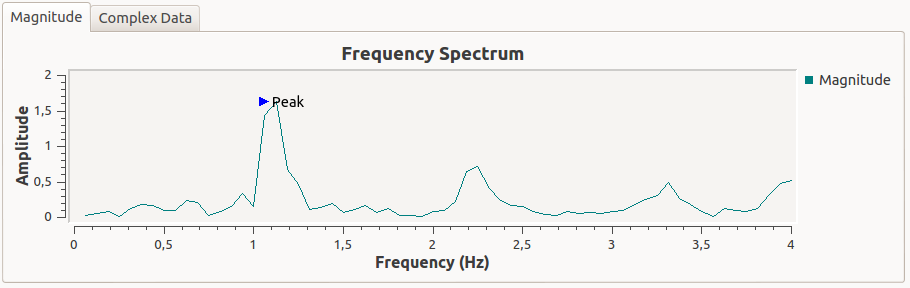 Magnitude
Complex Data
Frequency Spectrum
Magnitude
2
1,5
1
0,5
0
Amplitude
Peak
0
0,5
1
1,5
2
2,5
3
3,5
4
Frequency (Hz)